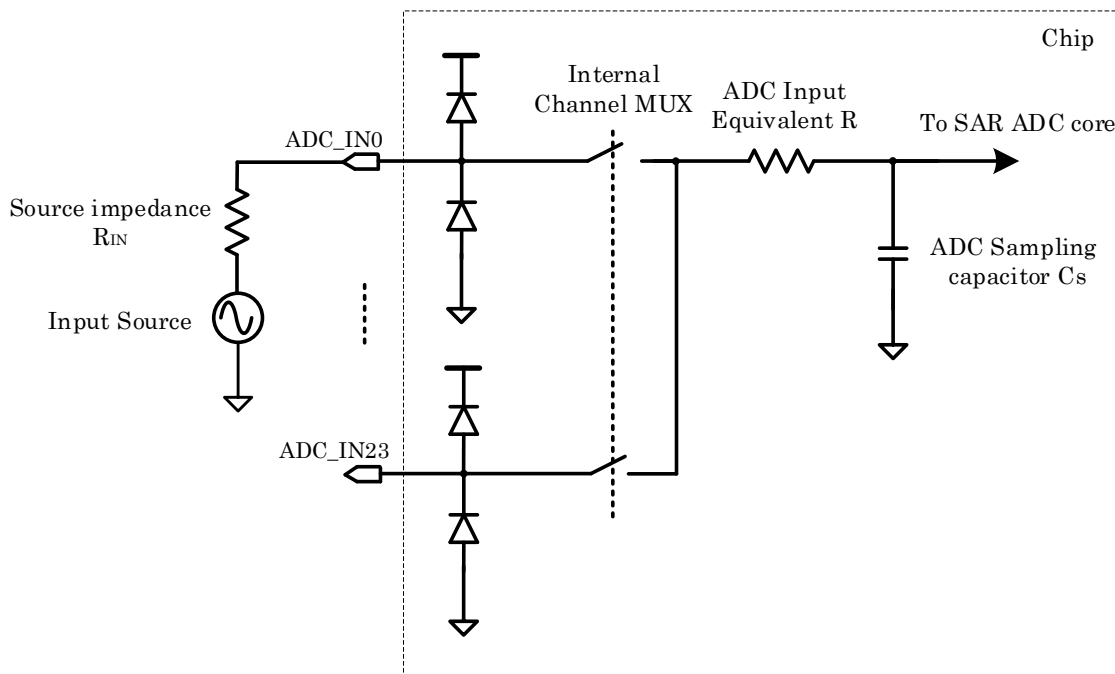 Chip
Internal
Channel MUX
ADC Input
Equivalent R
To SAR ADC core
ADC_IN0
Source impedance
RIN
Input Source
ADC Sampling
capacitor Cs
ADC_IN23